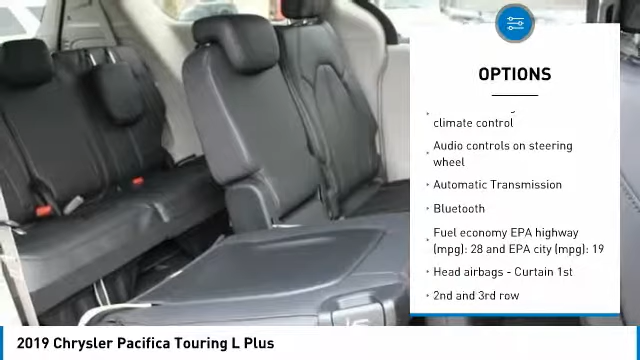 OPTIONS
climate control
Audio controls on steering
wheel
Automatic Transmission
Bluetooth
Fuel economy EPA highway
(mpg): 28 and EPA city (mpg): 19
Head airbags - Curtain 1st
2nd and 3rd row
2019 Chrysler Pacifica Touring L Plus